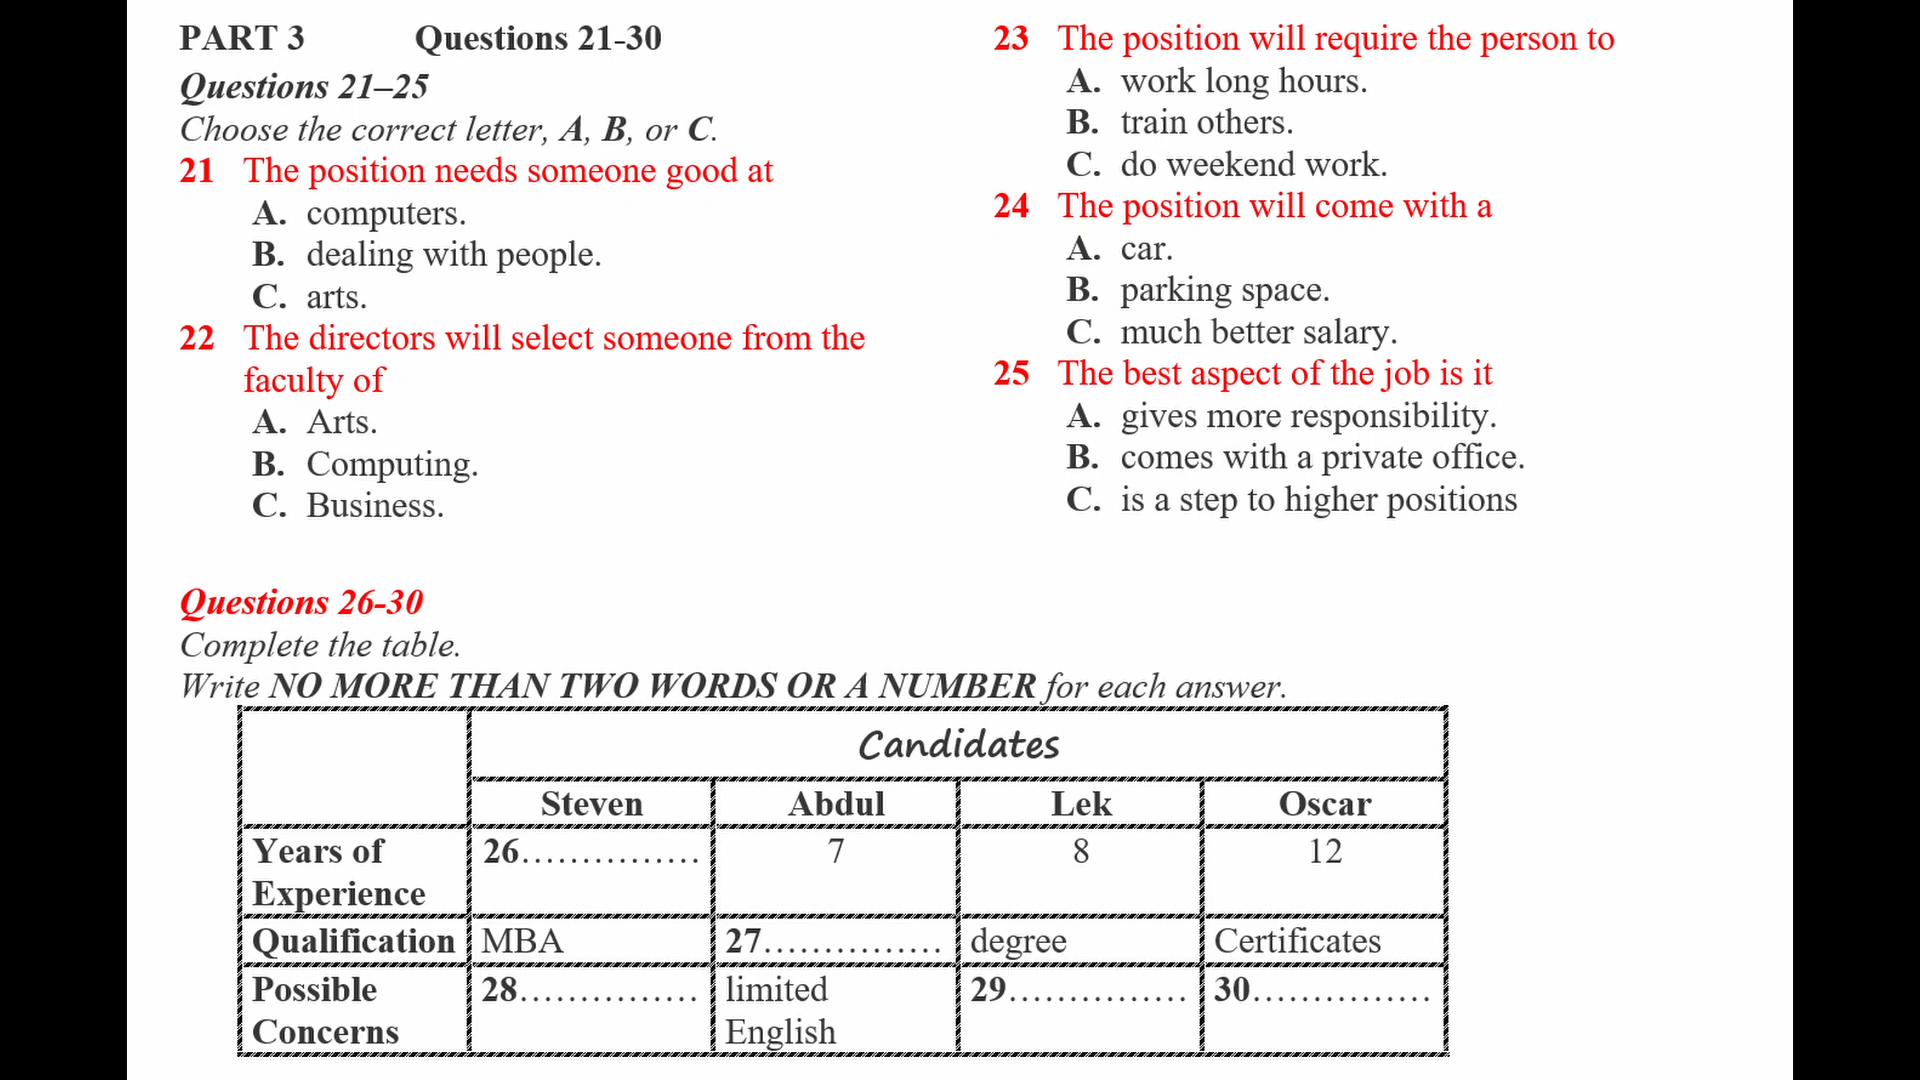 PART 3 Questions 21-30
Questions 21–25
Choose the correct letter, A, B, or C.
21 The position needs someone good at
A. computers.
B. dealing with people.
C. arts.
22 The directors will select someone from the
faculty of
A. Arts.
B. Computing.
C. Business.
23 The position will require the person to
A. work long hours.
B. train others.
C. do weekend work.
24 The position will come with a
A. car.
B. parking space.
C. much better salary.
25 The best aspect of the job is it
A. gives more responsibility.
B. comes with a private office.
C. is a step to higher positions
Questions 26-30
Complete the table.
Write NO MORE THAN TWO WORDS OR A NUMBER for each answer.
Candidates
Steven Abdul Lek Oscar
Years of Experience 26............... 7 8 12
Qualification MBA 27............... degree Certificates
Possible Concerns 28............... limited English 29............... 30...............